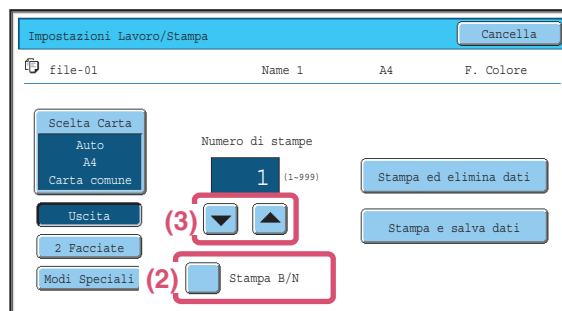 Impostazioni Lavoro/Stampa
Cancella
file-01 Name 1 A4 F. Colore
Scelta Carta
Auto
A4
Carta comune
Numero di stampe
1 (1~999)
Stampa ed elimina dati
Uscita
(3)
Stampa e salva dati
2 Facciate
Modi Speciali
(2)
Stampa B/N